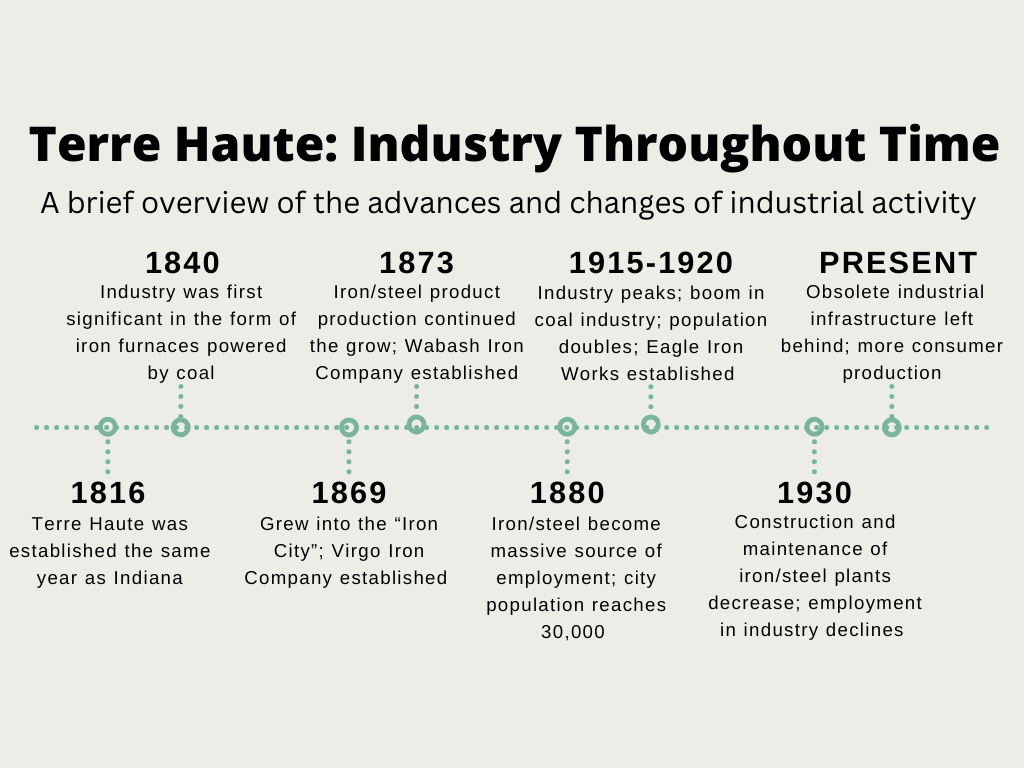 Terre Haute: Industry Throughout Time
A brief overview of the advances and changes of industrial activity
1840
Industry was first
significant in the form of
iron furnaces powered
by coal
1873
Iron/steel product
production continued
the grow; Wabash Iron
Company established
1915-1920
Industry peaks; boom in
coal industry; population
doubles; Eagle Iron
Works established
PRESENT
Obsolete industrial
infrastructure left
behind; more consumer
production
1816
Terre Haute was
established the same
year as Indiana
1869
Grew into the “Iron
City”; Virgo Iron
Company established
1880
Iron/steel become
massive source of
employment; city
population reaches
30,000
1930
Construction and
maintenance of
iron/steel plants
decrease; employment
in industry declines